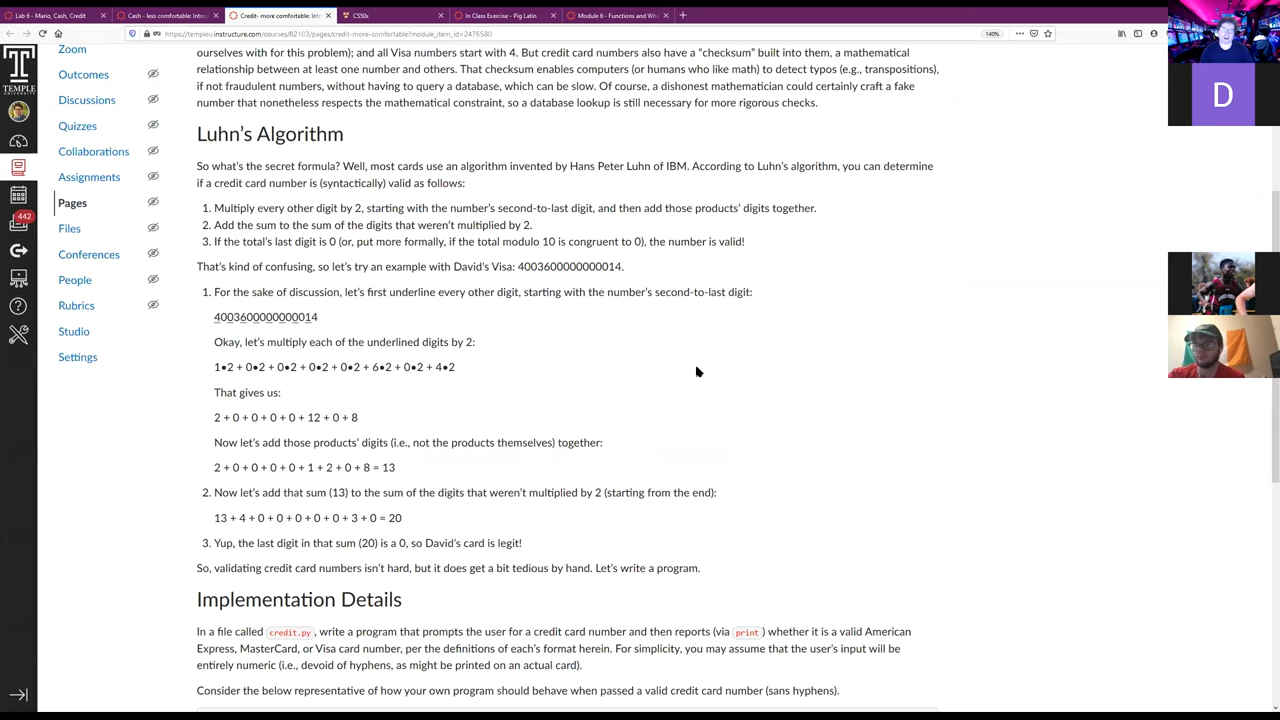 Lab 6 - Mario, Cash, Credit
Cash - less comfortable: Intr
Credit- more comfortable: Intr
CS50x
In Class Exercise - Pig Latin
Module 6 - Functions and Whi
https://templeu.instructure.com/courses/82103/pages/credit-more-comfortable?module_item_id=2476580
140%
TEMPLE
UNIVERSITY
442
Zoom
Outcomes
Discussions
Quizzes
Collaborations
Assignments
Pages
Files
Conferences
People
Rubrics
Studio
Settings
ourselves with for this problem); and all Visa numbers start with 4. But credit card numbers also have a “checksum” built into them, a mathematical
relationship between at least one number and others. That checksum enables computers (or humans who like math) to detect typos (e.g., transpositions),
if not fraudulent numbers, without having to query a database, which can be slow. Of course, a dishonest mathematician could certainly craft a fake
number that nonetheless respects the mathematical constraint, so a database lookup is still necessary for more rigorous checks.
Luhn’s Algorithm
So what’s the secret formula? Well, most cards use an algorithm invented by Hans Peter Luhn of IBM. According to Luhn’s algorithm, you can determine
if a credit card number is (syntactically) valid as follows:
1. Multiply every other digit by 2, starting with the number’s second-to-last digit, and then add those products’ digits together.
2. Add the sum to the sum of the digits that weren’t multiplied by 2.
3. If the total’s last digit is 0 (or, put more formally, if the total modulo 10 is congruent to 0), the number is valid!
That’s kind of confusing, so let’s try an example with David’s Visa: 4003600000000014.
1. For the sake of discussion, let’s first underline every other digit, starting with the number’s second-to-last digit:
4003600000000014
Okay, let’s multiply each of the underlined digits by 2:
1•2 + 0•2 + 0•2 + 0•2 + 0•2 + 6•2 + 0•2 + 4•2
That gives us:
2 + 0 + 0 + 0 + 0 + 12 + 0 + 8
Now let’s add those products’ digits (i.e., not the products themselves) together:
2 + 0 + 0 + 0 + 0 + 1 + 2 + 0 + 8 = 13
2. Now let’s add that sum (13) to the sum of the digits that weren’t multiplied by 2 (starting from the end):
13 + 4 + 0 + 0 + 0 + 0 + 0 + 3 + 0 = 20
3. Yup, the last digit in that sum (20) is a 0, so David’s card is legit!
So, validating credit card numbers isn’t hard, but it does get a bit tedious by hand. Let’s write a program.
Implementation Details
In a file called credit.py, write a program that prompts the user for a credit card number and then reports (via print) whether it is a valid American
Express, MasterCard, or Visa card number, per the definitions of each’s format herein. For simplicity, you may assume that the user’s input will be
entirely numeric (i.e., devoid of hyphens, as might be printed on an actual card).
Consider the below representative of how your own program should behave when passed a valid credit card number (sans hyphens).
D